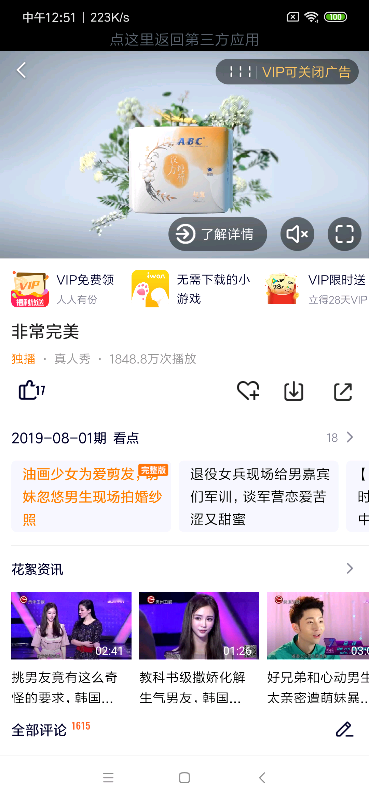 中午12:51 | 223K/s
100
点这里返回第三方应用
VIP可关闭广告
ABC
了解详情
VIP
iwan
VIP免费领
人人有份
无需下载的小
游戏
VIP限时送
立得28天VIP
非常完美
独播 · 真人秀 · 1848.8万次播放
17
2019-08-01期 看点
18
完整版
油画少女为爱剪发,萌
妹忽悠男生现场拍婚纱
照
退役女兵现场给男嘉宾
们军训,谈军营恋爱苦
涩又甜蜜
【
时
中
花絮资讯
02:41
01:26
03:0
挑男友竟有这么奇
怪的要求,韩国...
教科书级撒娇化解
生气男友,韩国...
好兄弟和心动男生
太亲密遭萌妹暴...
全部评论 1615